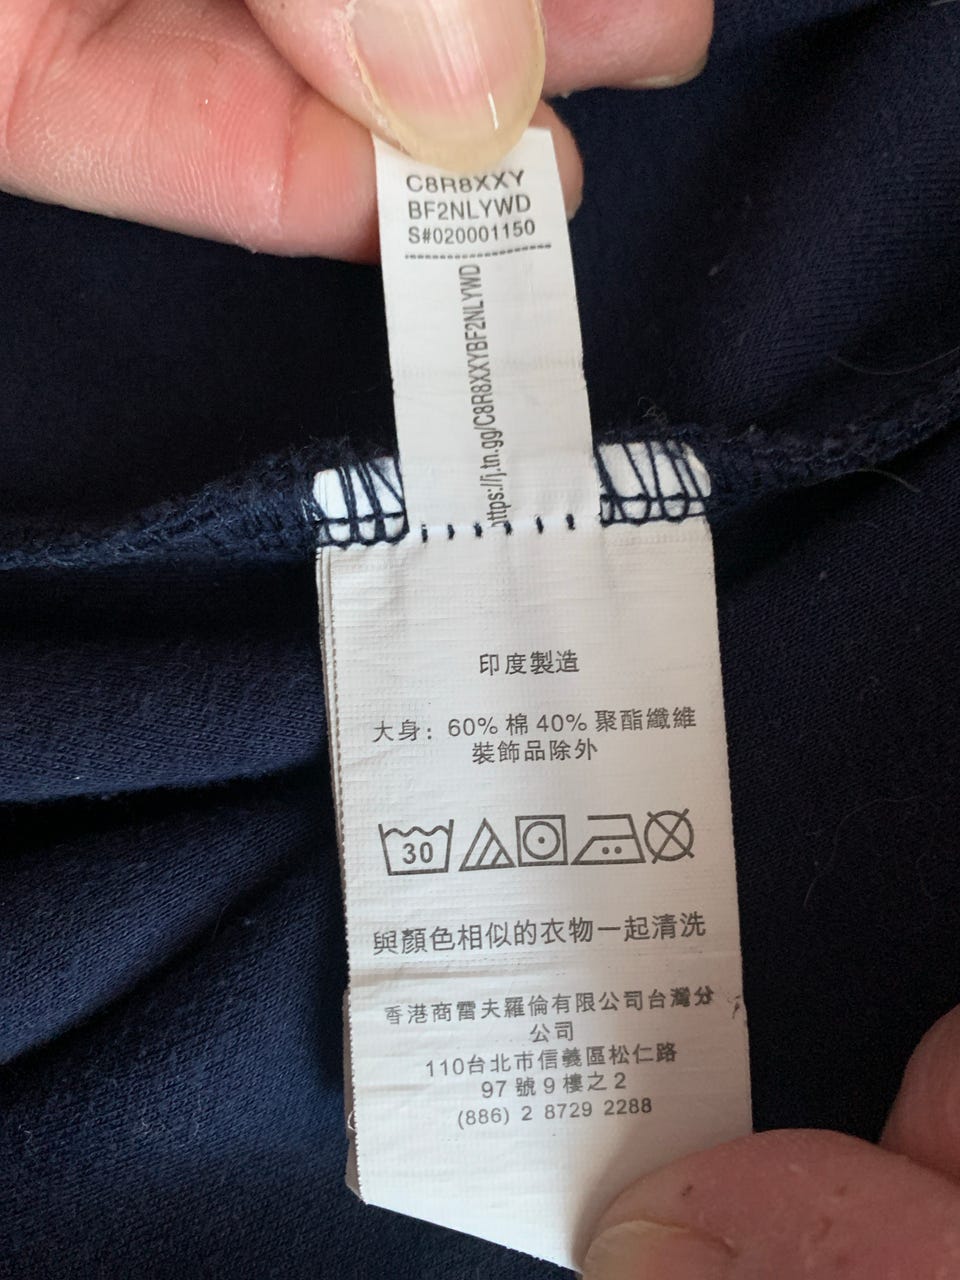 C8R8XXY
BF2NLYWD
S#020001150
https://j.tn.gg/C8R8XXYBF2NLYWD
印度製造
大身: 60% 棉 40% 聚酯纖維
裝飾品除外
30
與顏色相似的衣物一起清洗
香港商雷夫羅倫有限公司台灣分
公司
110台北市信義區松仁路
97 號 9 樓之 2
(886) 2 8729 2288